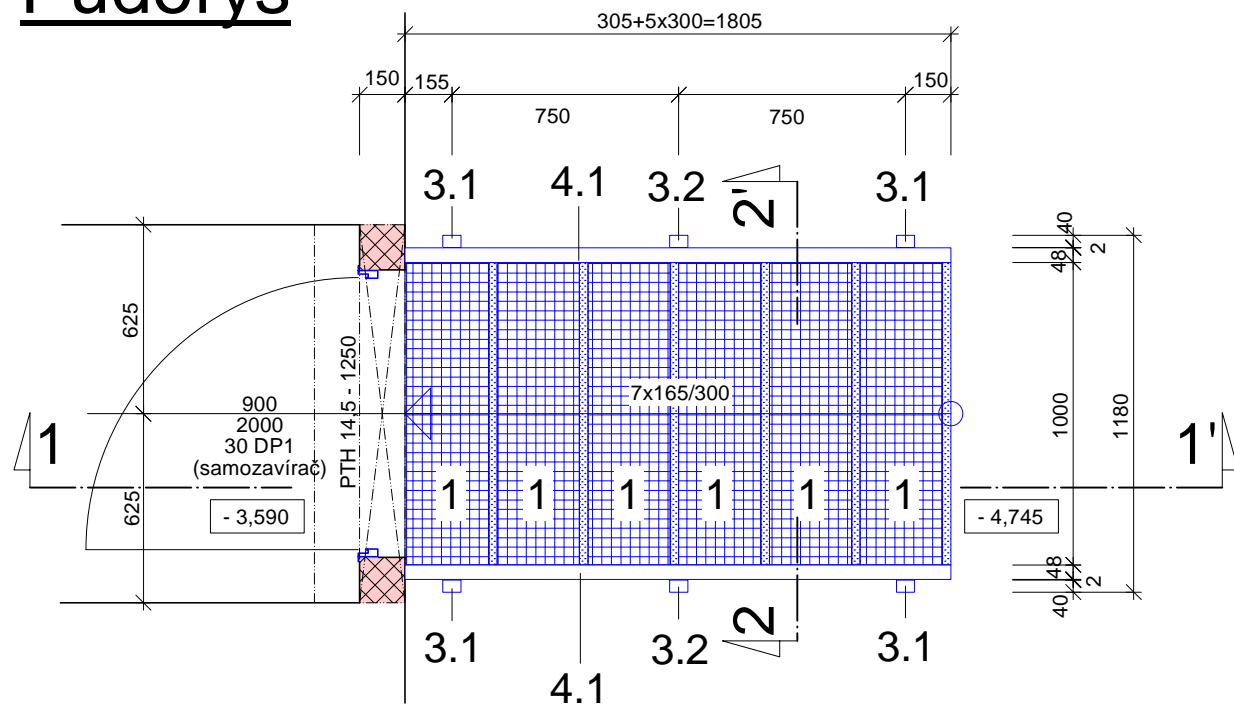 Půdorys
305+5x300=1805
150 155 150
750 750
3.1 4.1 3.2 3.1
2'
40
2
48
625
PTH 14,5 - 1250
7x165/300
900
2000
30 DP1
(samozavírač)
1000
1180
1
1'
1 1 1 1 1 1
625
- 3,590
- 4,745
48
2
40
2
3.1 3.2 3.1
4.1